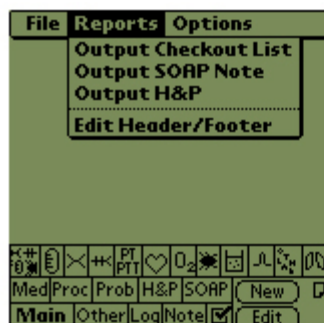 File Reports Options
Output Checkout List
Output SOAP Note
Output H&P
Edit Header/Footer
PT
PTT O₂
Med Proc Prob H&P SOAP New
Main Other Log Note Edit